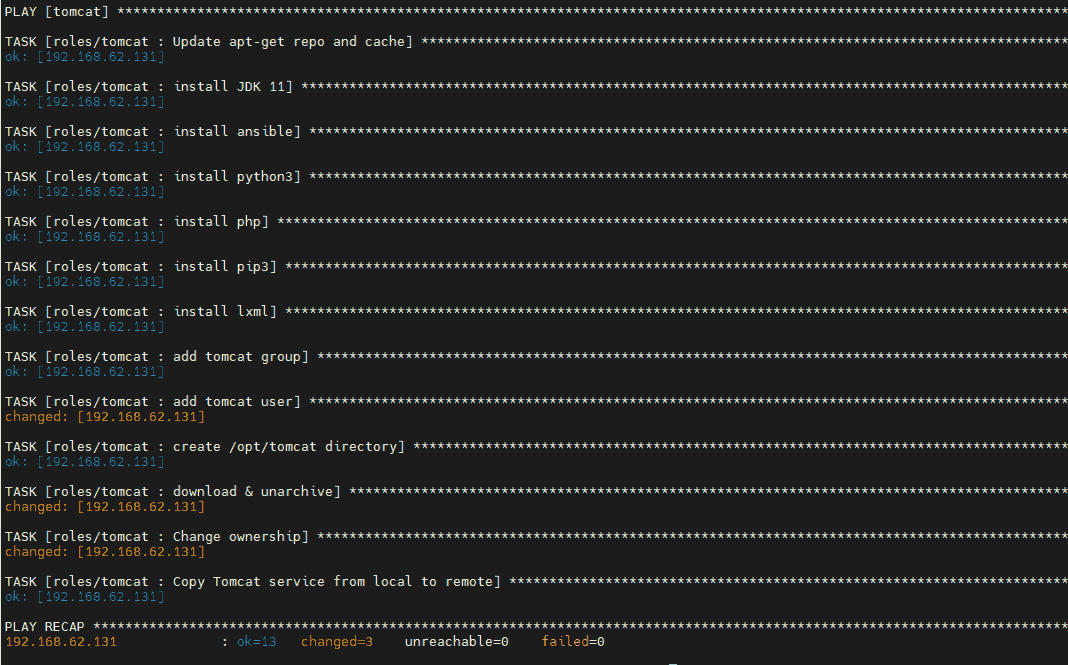 PLAY [tomcat] ***********************************************************************************************************************
TASK [roles/tomcat : Update apt-get repo and cache] *********************************************************************************
ok: [192.168.62.131]
TASK [roles/tomcat : install JDK 11] ************************************************************************************************
ok: [192.168.62.131]
TASK [roles/tomcat : install ansible] ***********************************************************************************************
ok: [192.168.62.131]
TASK [roles/tomcat : install python3] ***********************************************************************************************
ok: [192.168.62.131]
TASK [roles/tomcat : install php] ***************************************************************************************************
ok: [192.168.62.131]
TASK [roles/tomcat : install pip3] **************************************************************************************************
ok: [192.168.62.131]
TASK [roles/tomcat : install lxml] **************************************************************************************************
ok: [192.168.62.131]
TASK [roles/tomcat : add tomcat group] **********************************************************************************************
ok: [192.168.62.131]
TASK [roles/tomcat : add tomcat user] ***********************************************************************************************
changed: [192.168.62.131]
TASK [roles/tomcat : create /opt/tomcat directory] **********************************************************************************
ok: [192.168.62.131]
TASK [roles/tomcat : download & unarchive] ******************************************************************************************
changed: [192.168.62.131]
TASK [roles/tomcat : Change ownership] **********************************************************************************************
changed: [192.168.62.131]
TASK [roles/tomcat : Copy Tomcat service from local to remote] **********************************************************************
ok: [192.168.62.131]
PLAY RECAP **************************************************************************************************************************
192.168.62.131 : ok=13 changed=3 unreachable=0 failed=0